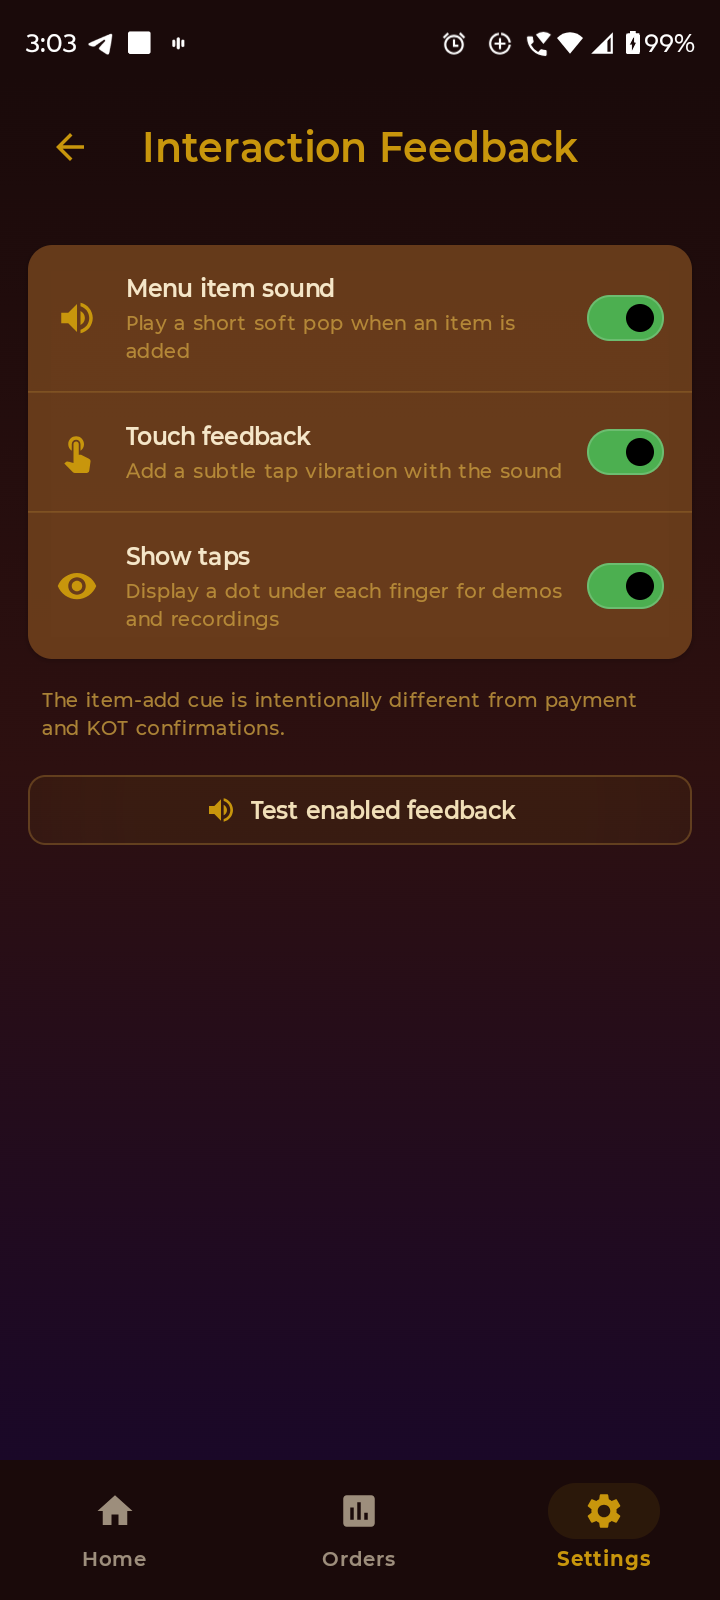 3:03
99%
Interaction Feedback
Menu item sound
Play a short soft pop when an item is
added
Touch feedback
Add a subtle tap vibration with the sound
Show taps
Display a dot under each finger for demos
and recordings
The item-add cue is intentionally different from payment
and KOT confirmations.
Test enabled feedback
Home
Orders
Settings